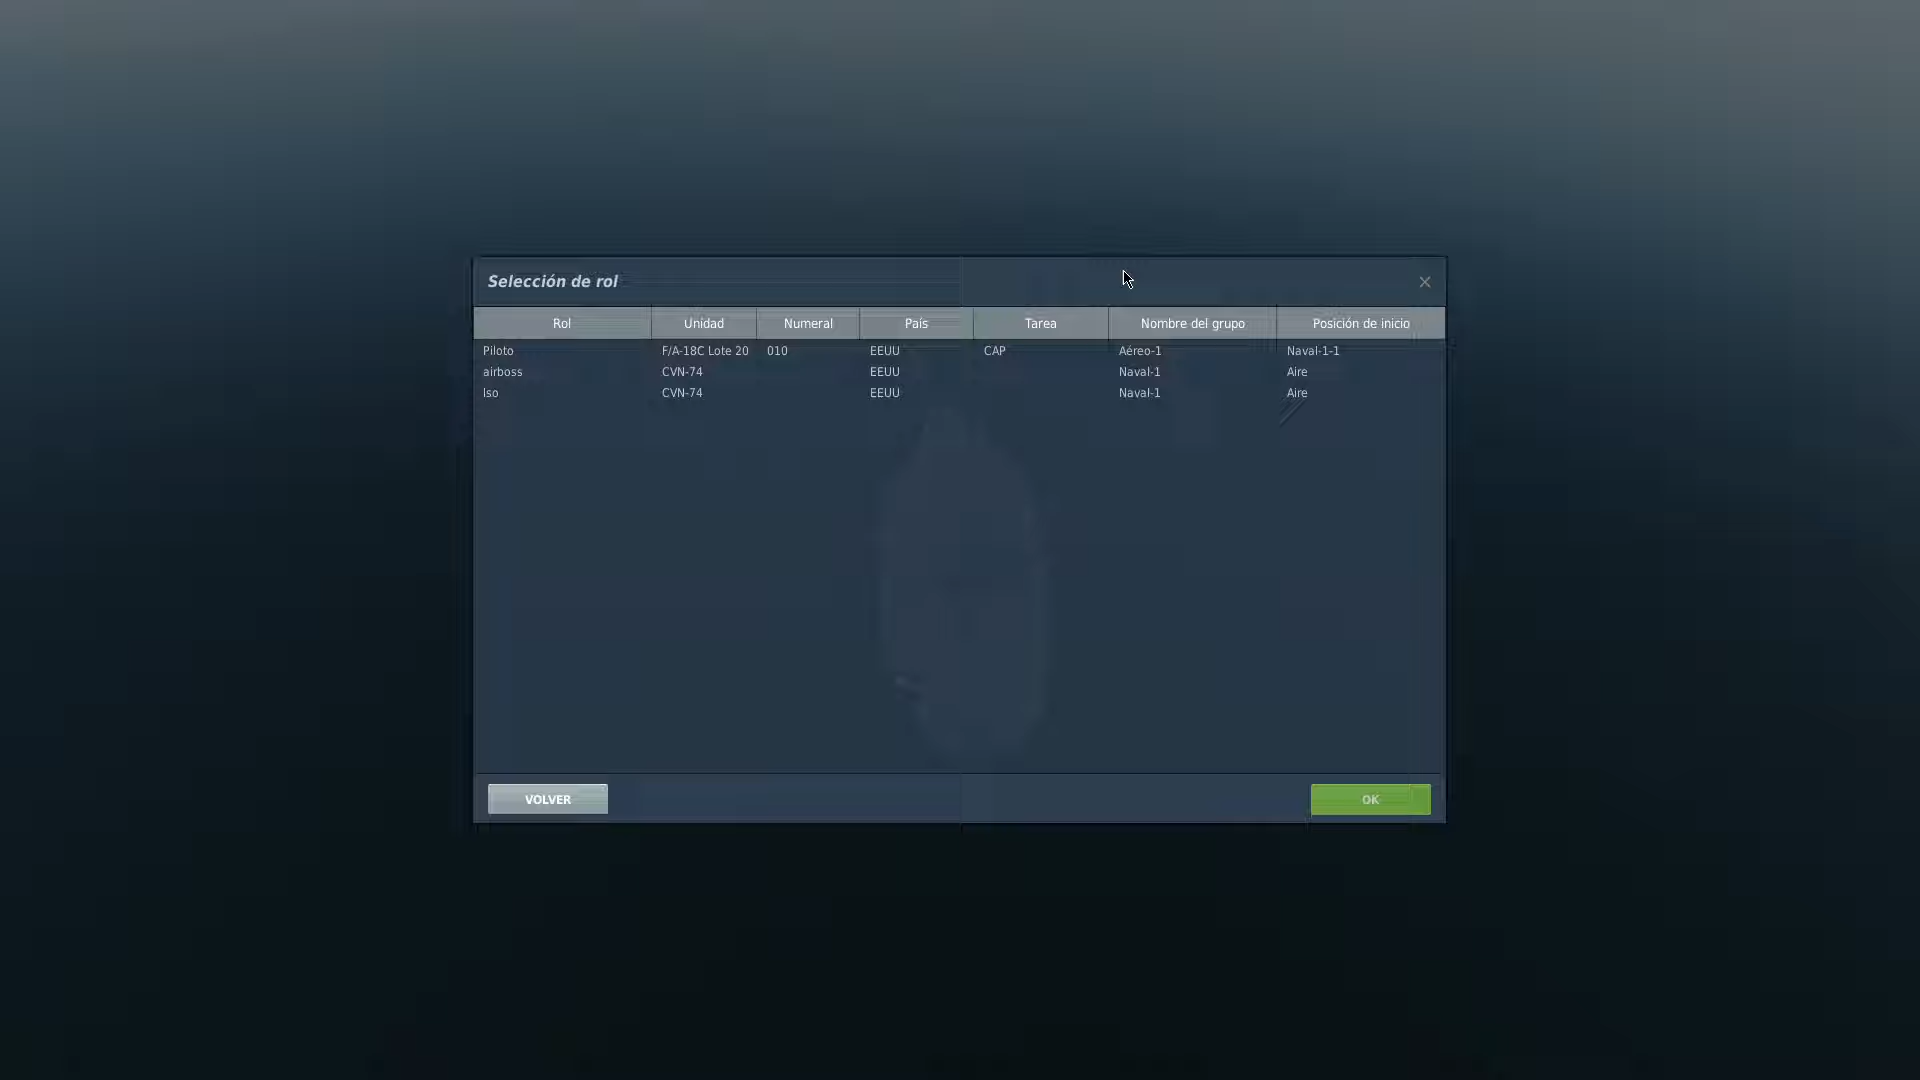 Selección de rol
Rol Unidad Numeral País Tarea Nombre del grupo Posición de inicio
Piloto F/A-18C Lote 20 010 EEUU CAP Aéreo-1 Naval-1-1
airboss CVN-74 EEUU Naval-1 Aire
lso CVN-74 EEUU Naval-1 Aire
VOLVER OK